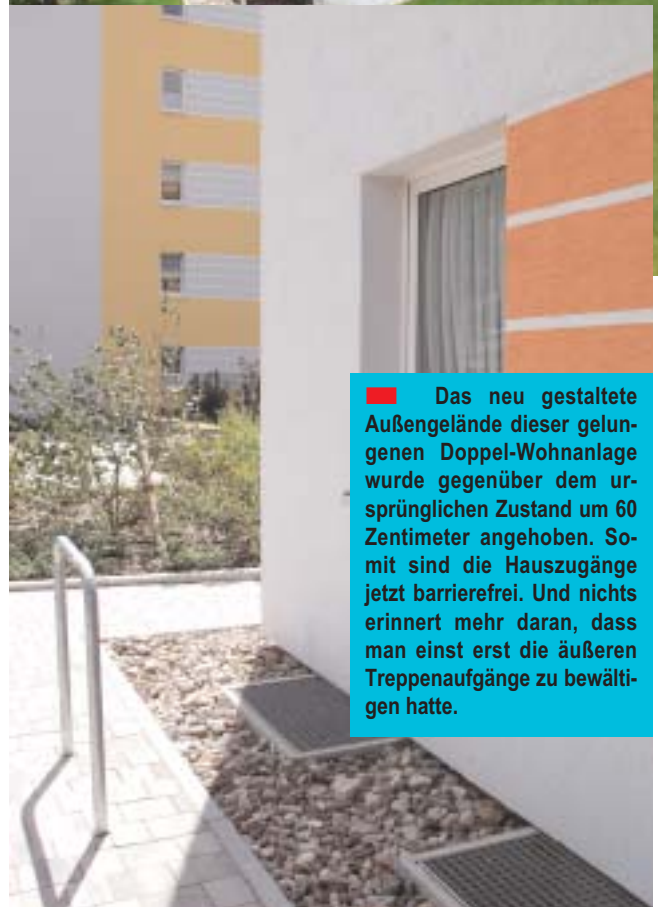 Das neu gestaltete
Außengelände dieser gelun-
genen Doppel-Wohnanlage
wurde gegenüber dem ur-
sprünglichen Zustand um 60
Zentimeter angehoben. So-
mit sind die Hauszugänge
jetzt barrierefrei. Und nichts
erinnert mehr daran, dass
man einst erst die äußeren
Treppenaufgänge zu bewälti-
gen hatte.